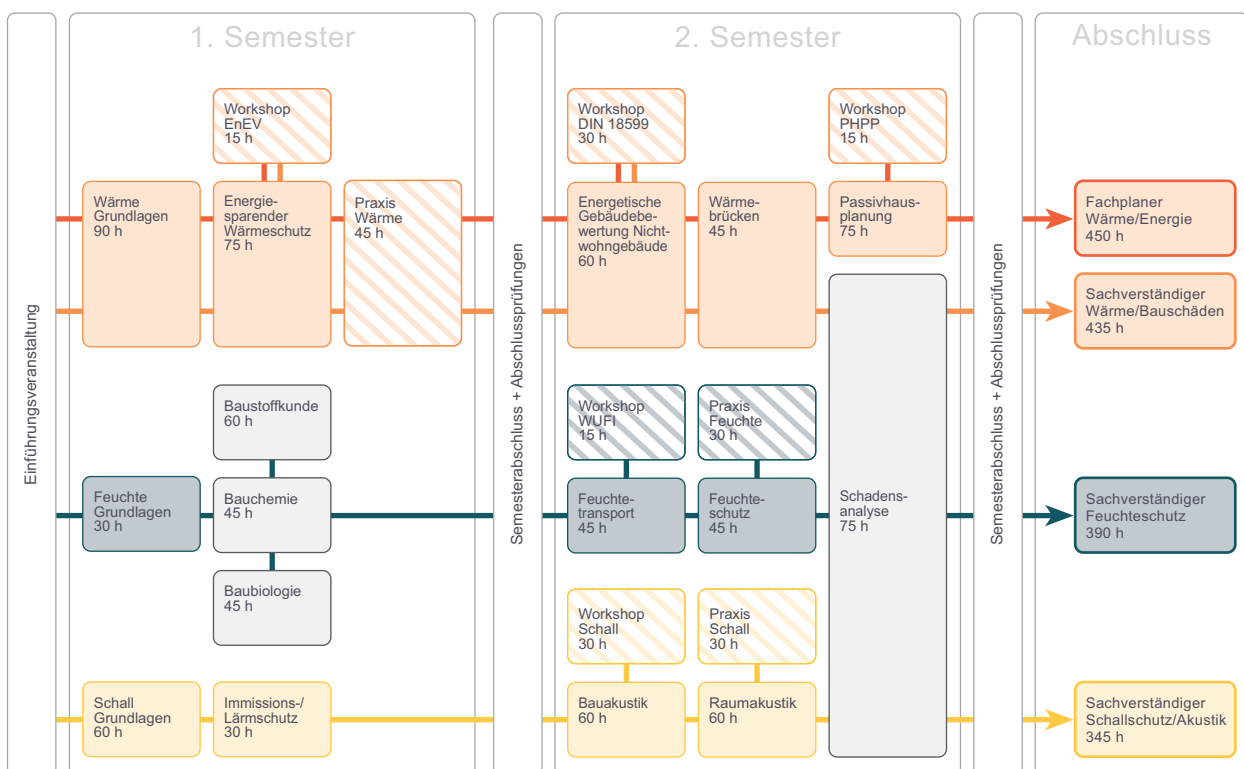 Einführungsveranstaltung
1. Semester
Workshop
EnEV
15 h
Wärme
Grundlagen
90 h
Energie-
sparender
Wärmeschutz
75 h
Praxis
Wärme
45 h
Baustoffkunde
60 h
Feuchte
Grundlagen
30 h
Bauchemie
45 h
Baubiologie
45 h
Schall
Grundlagen
60 h
Immissions-/
Lärmschutz
30 h
Semesterabschluss + Abschlussprüfungen
2. Semester
Workshop
DIN 18599
30 h
Workshop
PHPP
15 h
Energetische
Gebäudebe-
wertung Nicht-
wohngebäude
60 h
Wärme-
brücken
45 h
Passivhaus-
planung
75 h
Workshop
WUFI
15 h
Praxis
Feuchte
30 h
Feuchte-
transport
45 h
Feuchte-
schutz
45 h
Schadens-
analyse
75 h
Workshop
Schall
30 h
Praxis
Schall
30 h
Bauakustik
60 h
Raumakustik
60 h
Semesterabschluss + Abschlussprüfungen
Abschluss
Fachplaner
Wärme/Energie
450 h
Sachverständiger
Wärme/Bauschäden
435 h
Sachverständiger
Feuchteschutz
390 h
Sachverständiger
Schallschutz/Akustik
345 h